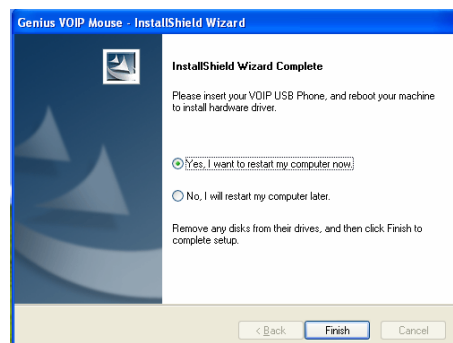 Genius VOIP Mouse - InstallShield Wizard
InstallShield Wizard Complete
Please insert your VOIP USB Phone, and reboot your machine
to install hardware driver.
Yes, I want to restart my computer now.
No, I will restart my computer later.
Remove any disks from their drives, and then click Finish to
complete setup.
< Back Finish Cancel